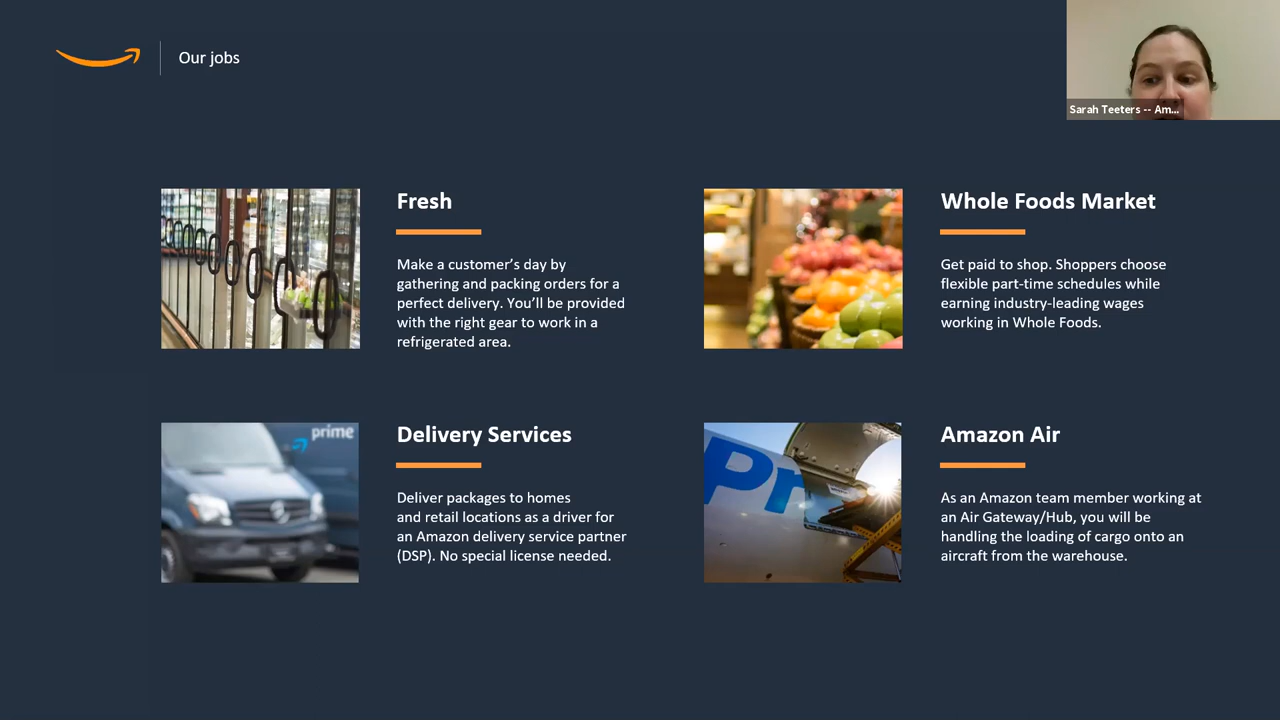 Our jobs
Sarah Teeters -- Am...
Fresh
Make a customer’s day by
gathering and packing orders for a
perfect delivery. You’ll be provided
with the right gear to work in a
refrigerated area.
Whole Foods Market
Get paid to shop. Shoppers choose
flexible part-time schedules while
earning industry-leading wages
working in Whole Foods.
prime
Delivery Services
Deliver packages to homes
and retail locations as a driver for
an Amazon delivery service partner
(DSP). No special license needed.
Pri
Amazon Air
As an Amazon team member working at
an Air Gateway/Hub, you will be
handling the loading of cargo onto an
aircraft from the warehouse.